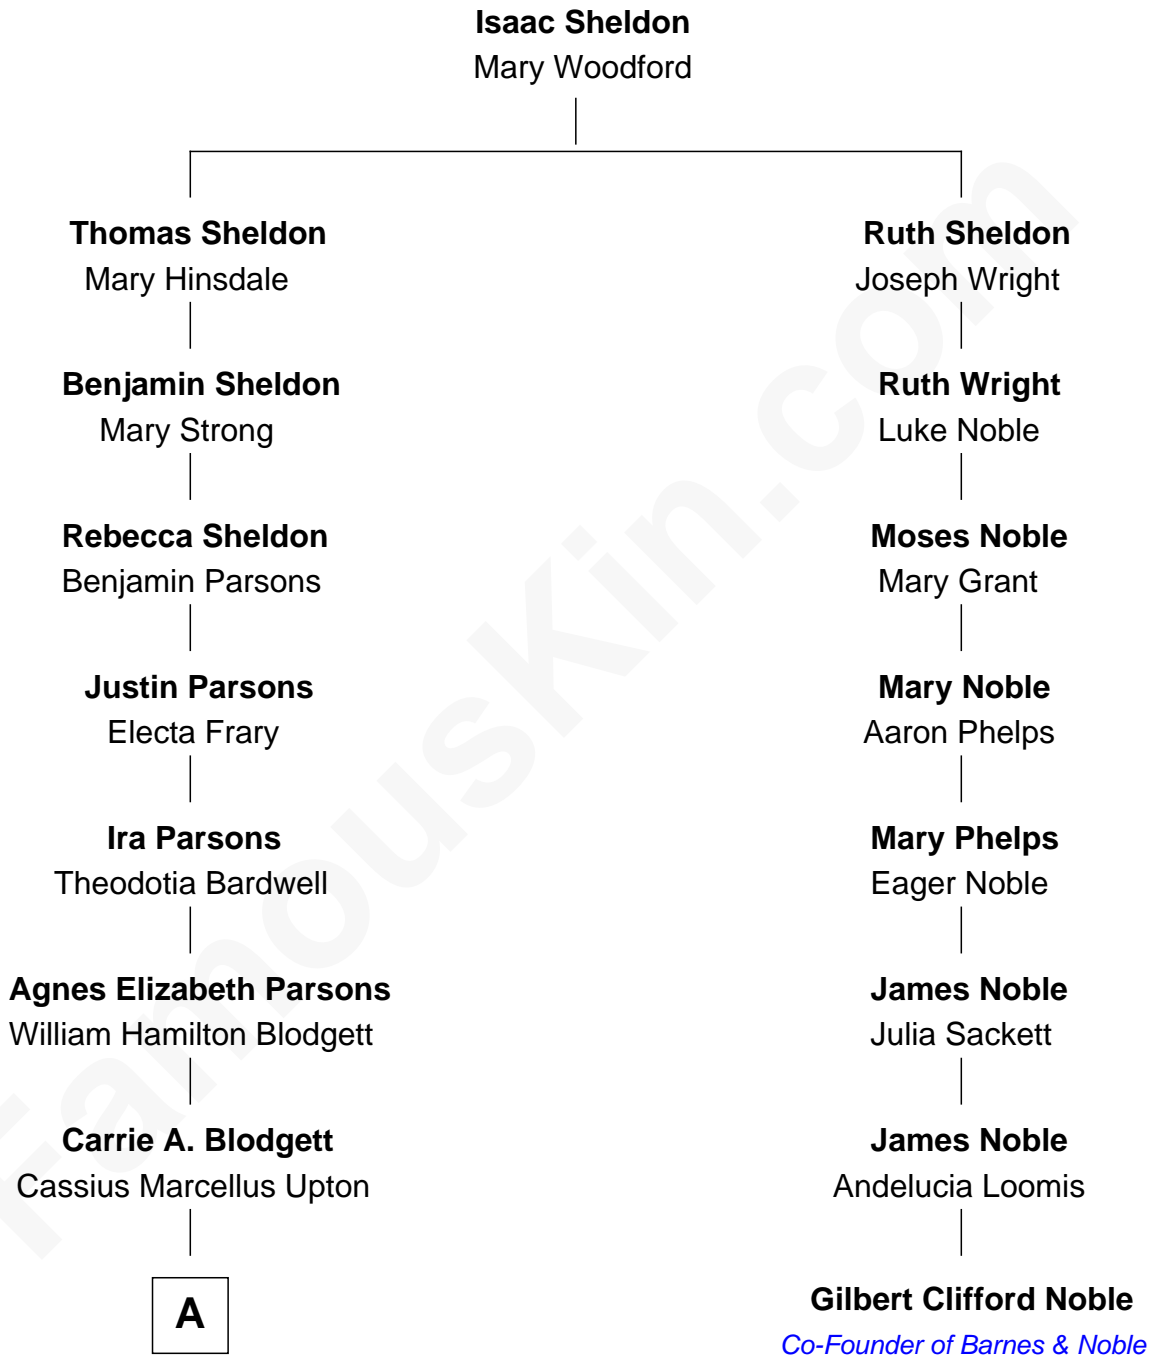 Isaac Sheldon
Mary Woodford
Thomas Sheldon
Mary Hinsdale
Ruth Sheldon
Joseph Wright
Benjamin Sheldon
Mary Strong
Ruth Wright
Luke Noble
Rebecca Sheldon
Benjamin Parsons
Moses Noble
Mary Grant
Justin Parsons
Electa Frary
Mary Noble
Aaron Phelps
Ira Parsons
Theodotia Bardwell
Mary Phelps
Eager Noble
Agnes Elizabeth Parsons
William Hamilton Blodgett
James Noble
Julia Sackett
Carrie A. Blodgett
Cassius Marcellus Upton
James Noble
Andelucia Loomis
A
Gilbert Clifford Noble
Co-Founder of Barnes & Noble
FamousKin.com